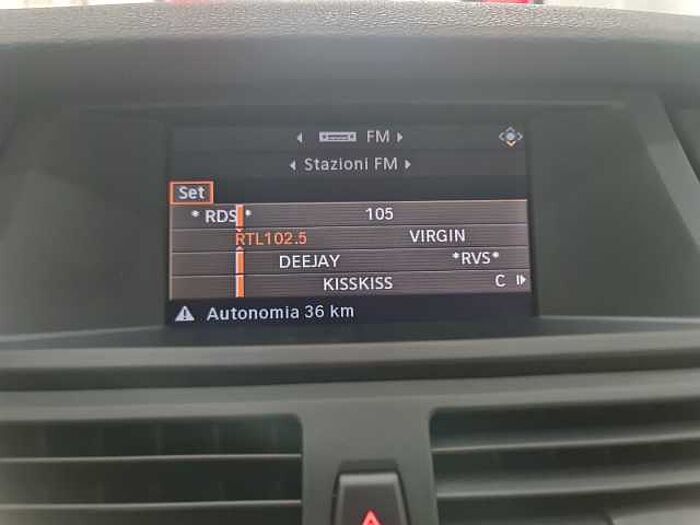 FM
Stazioni FM
Set
* RDS * 105
RTL102.5 VIRGIN
DEEJAY *RVS*
KISSKISS C
Autonomia 36 km